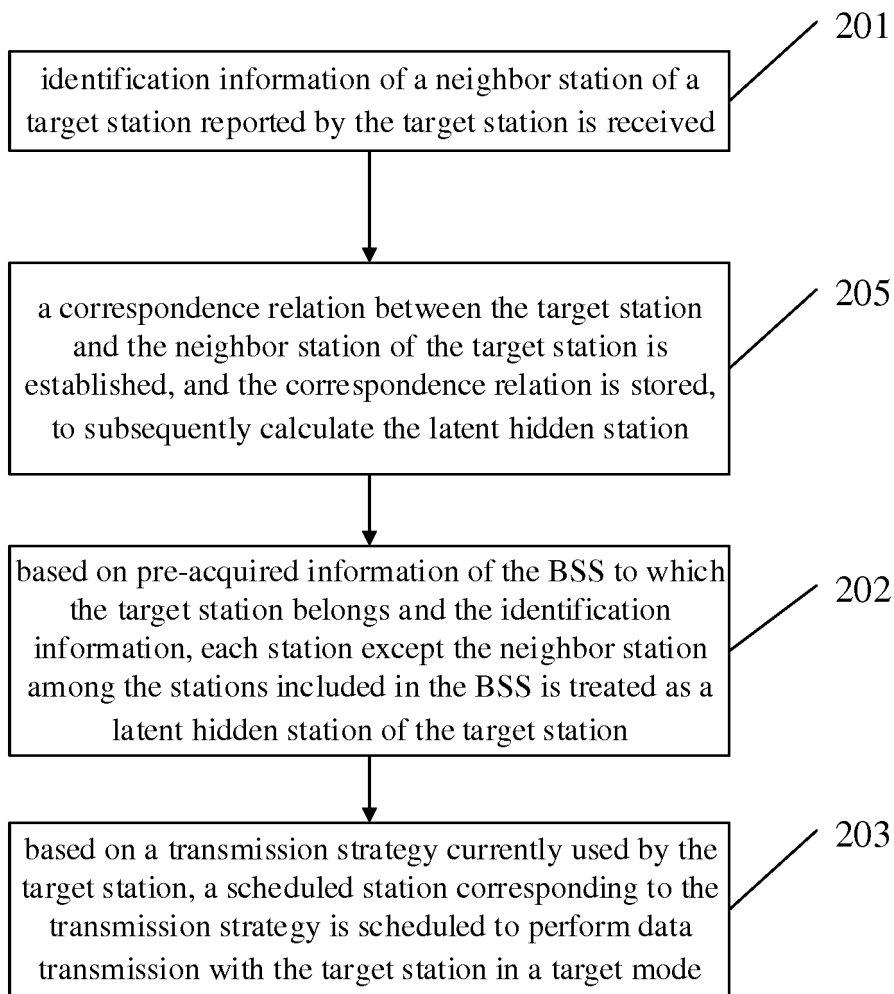 201
identification information of a neighbor station of a
target station reported by the target station is received
205
a correspondence relation between the target station
and the neighbor station of the target station is
established, and the correspondence relation is stored,
to subsequently calculate the latent hidden station
202
based on pre-acquired information of the BSS to which
the target station belongs and the identification
information, each station except the neighbor station
among the stations included in the BSS is treated as a
latent hidden station of the target station
203
based on a transmission strategy currently used by the
target station, a scheduled station corresponding to the
transmission strategy is scheduled to perform data
transmission with the target station in a target mode